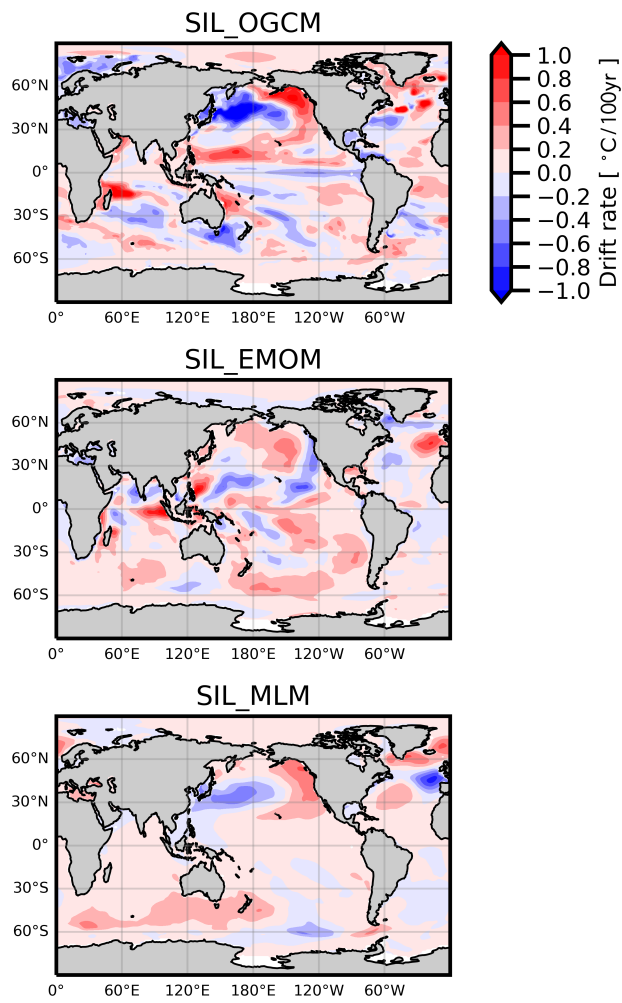 SIL_OGCM
60°N
30°N
0°
30°S
60°S
0° 60°E 120°E 180°E 120°W 60°W
1.0
0.8
0.6
0.4
0.2
0.0
−0.2
−0.4
−0.6
−0.8
−1.0
Drift rate [ °C/100yr ]
SIL_EMOM
60°N
30°N
0°
30°S
60°S
0° 60°E 120°E 180°E 120°W 60°W
SIL_MLM
60°N
30°N
0°
30°S
60°S
0° 60°E 120°E 180°E 120°W 60°W